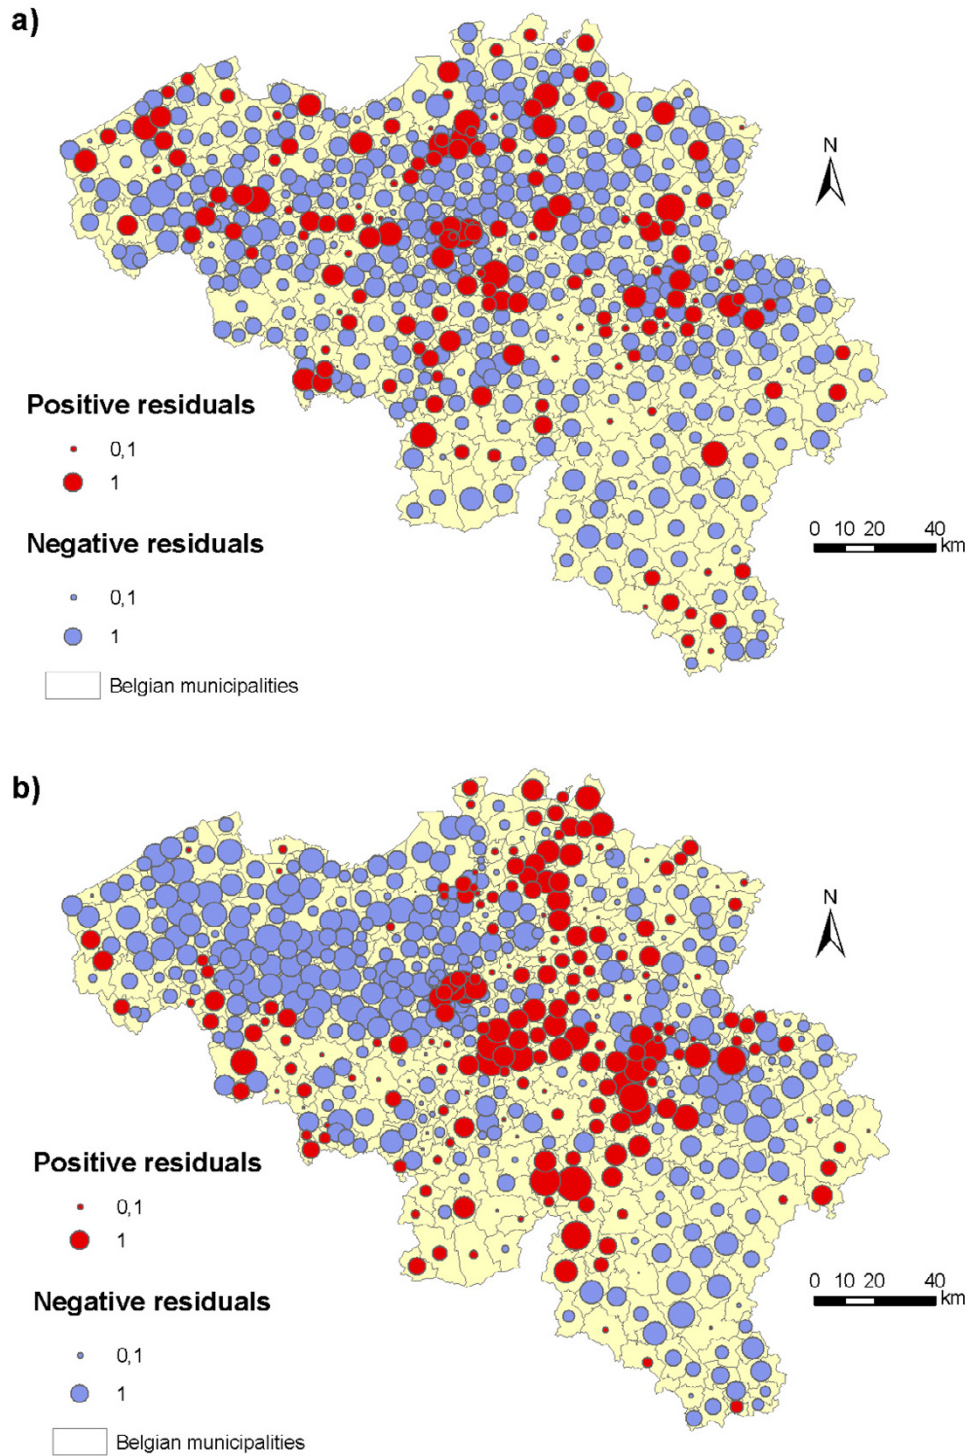 a)
N
Positive residuals
0,1
1
Negative residuals
0,1
1
Belgian municipalities
0 10 20 40
km
b)
N
Positive residuals
0,1
1
Negative residuals
0,1
1
Belgian municipalities
0 10 20 40
km